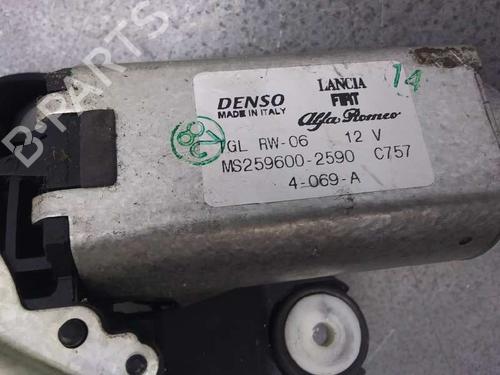 B-PARTS
14
DENSO
MADE IN ITALY
LANCIA
FIAT
Alfa Romeo
GL RW-06 12 V
MS259600-2590 C757
4-069-A